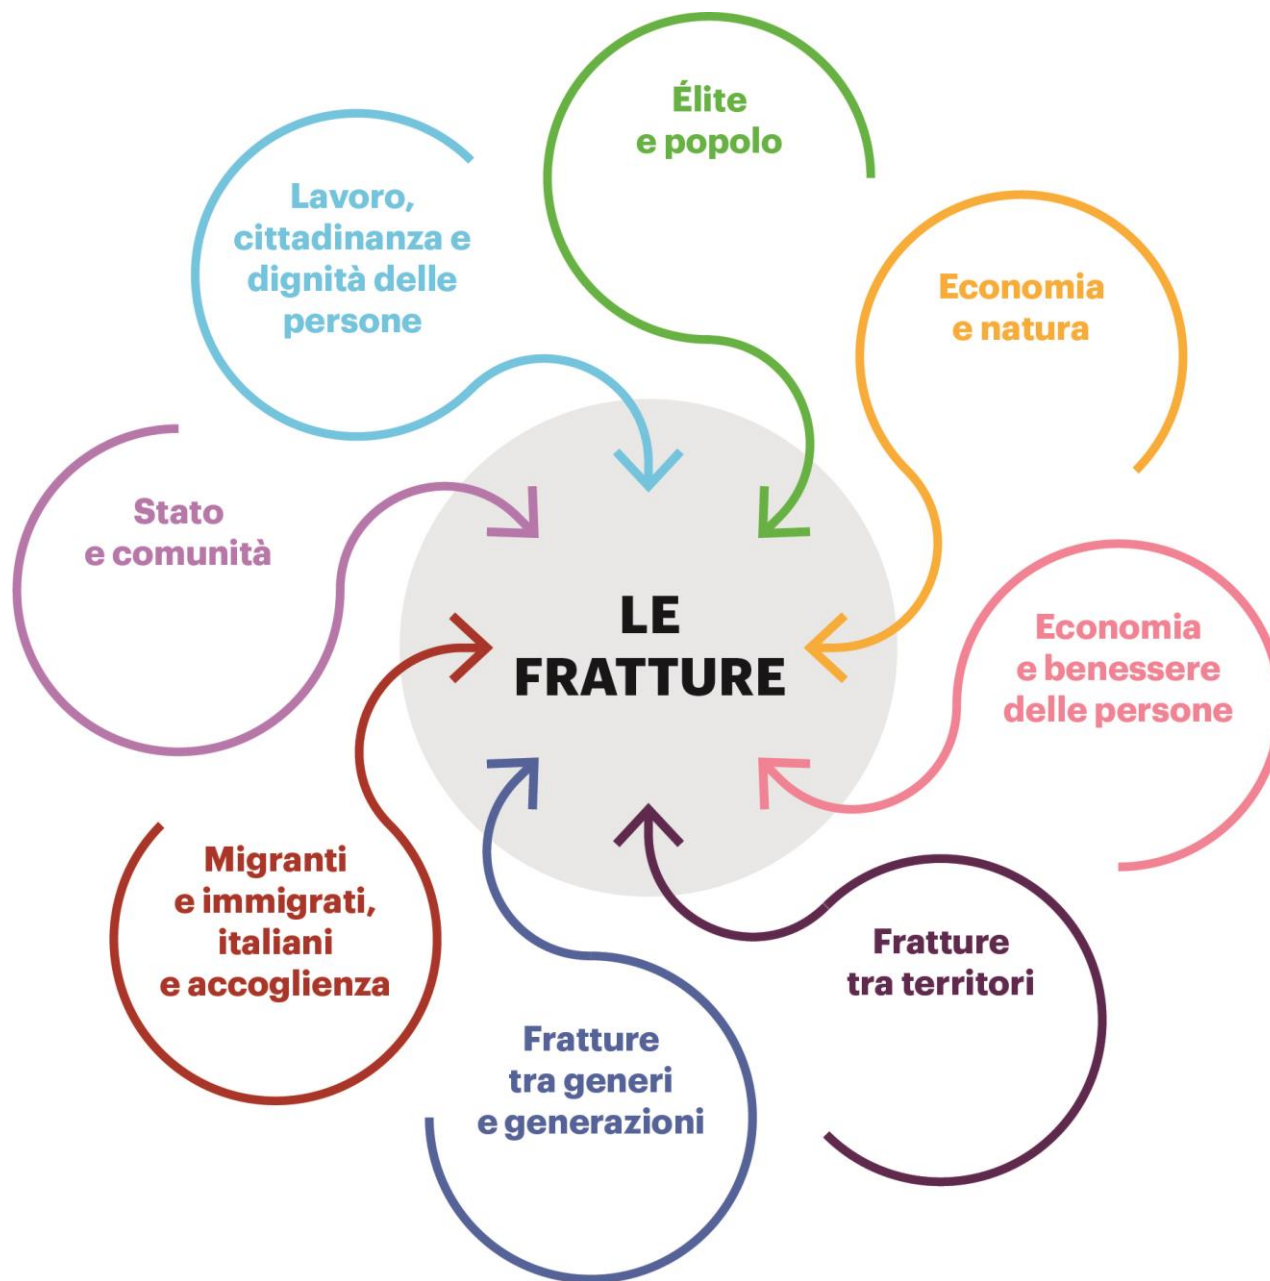 Élite
e popolo
Lavoro,
cittadinanza e
dignità delle
persone
Economia
e natura
Stato
e comunità
LE
FRATTURE
Economia
e benessere
delle persone
Migranti
e immigrati,
italiani
e accoglienza
Fratture
tra territori
Fratture
tra generi
e generazioni